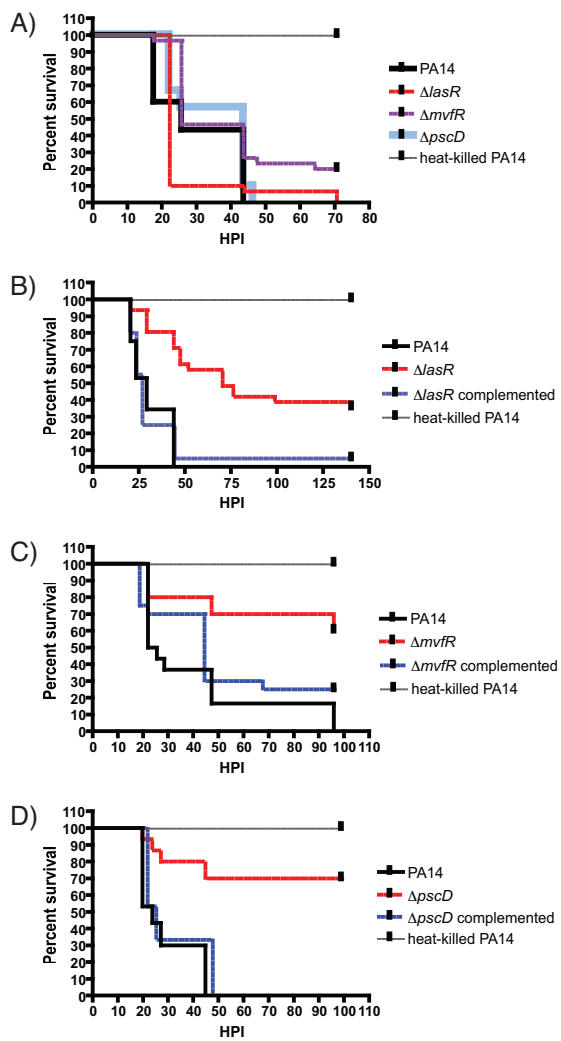 A)
110
100
90
80
70
60
50
40
30
20
10
0
Percent survival
0 10 20 30 40 50 60 70 80
HPI
PA14
ΔlasR
ΔmvfR
ΔpscD
heat-killed PA14
B)
110
100
90
80
70
60
50
40
30
20
10
0
Percent survival
0 25 50 75 100 125 150
HPI
PA14
ΔlasR
ΔlasR complemented
heat-killed PA14
C)
110
100
90
80
70
60
50
40
30
20
10
0
Percent survival
0 10 20 30 40 50 60 70 80 90 100 110
HPI
PA14
ΔmvfR
ΔmvfR complemented
heat-killed PA14
D)
110
100
90
80
70
60
50
40
30
20
10
0
Percent survival
0 10 20 30 40 50 60 70 80 90 100 110
HPI
PA14
ΔpscD
ΔpscD complemented
heat-killed PA14